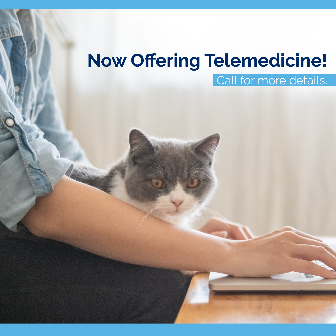 Now Offering Telemedicine!
Call for more details.